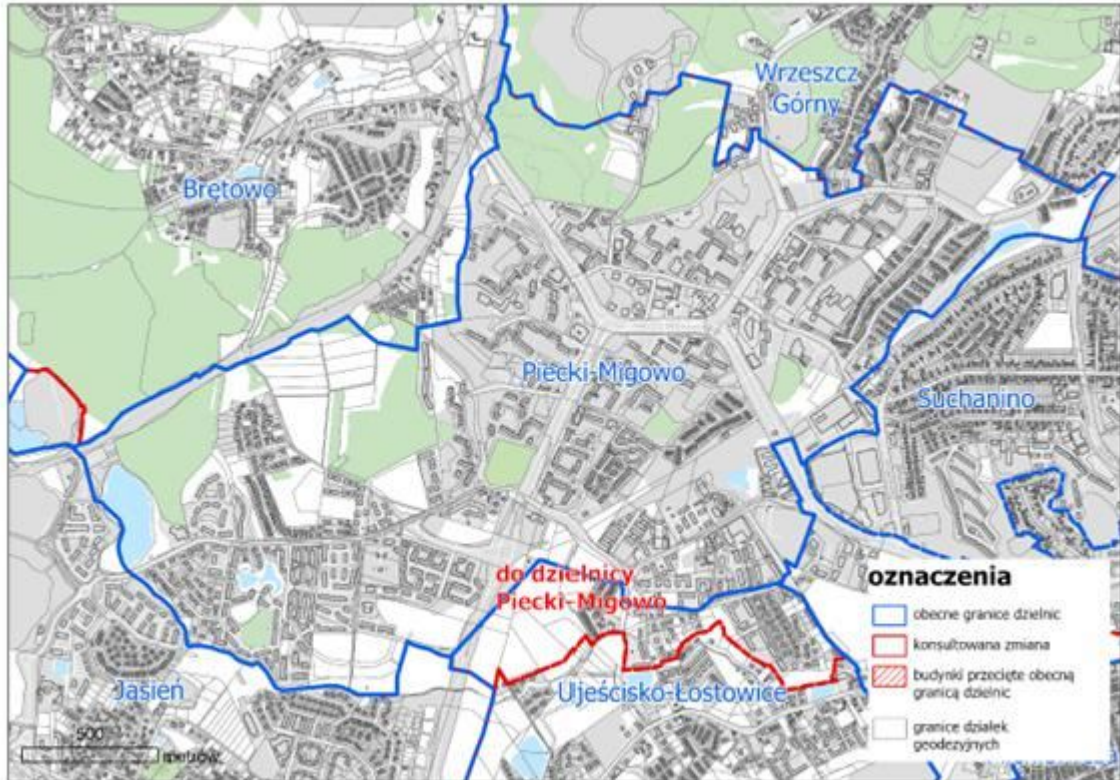 Wrzeszcz
Górny
Brętowo
Piecki-Migowo
Suchanino
do dzielnicy
Piecki-Migowo
Jasień
Ujeścisko-Łostowice
500
metrów
oznaczenia
obecne granice dzielnic
konsultowana zmiana
budynki przecięte obecną
granicą dzielnic
granice działek
geodezyjnych